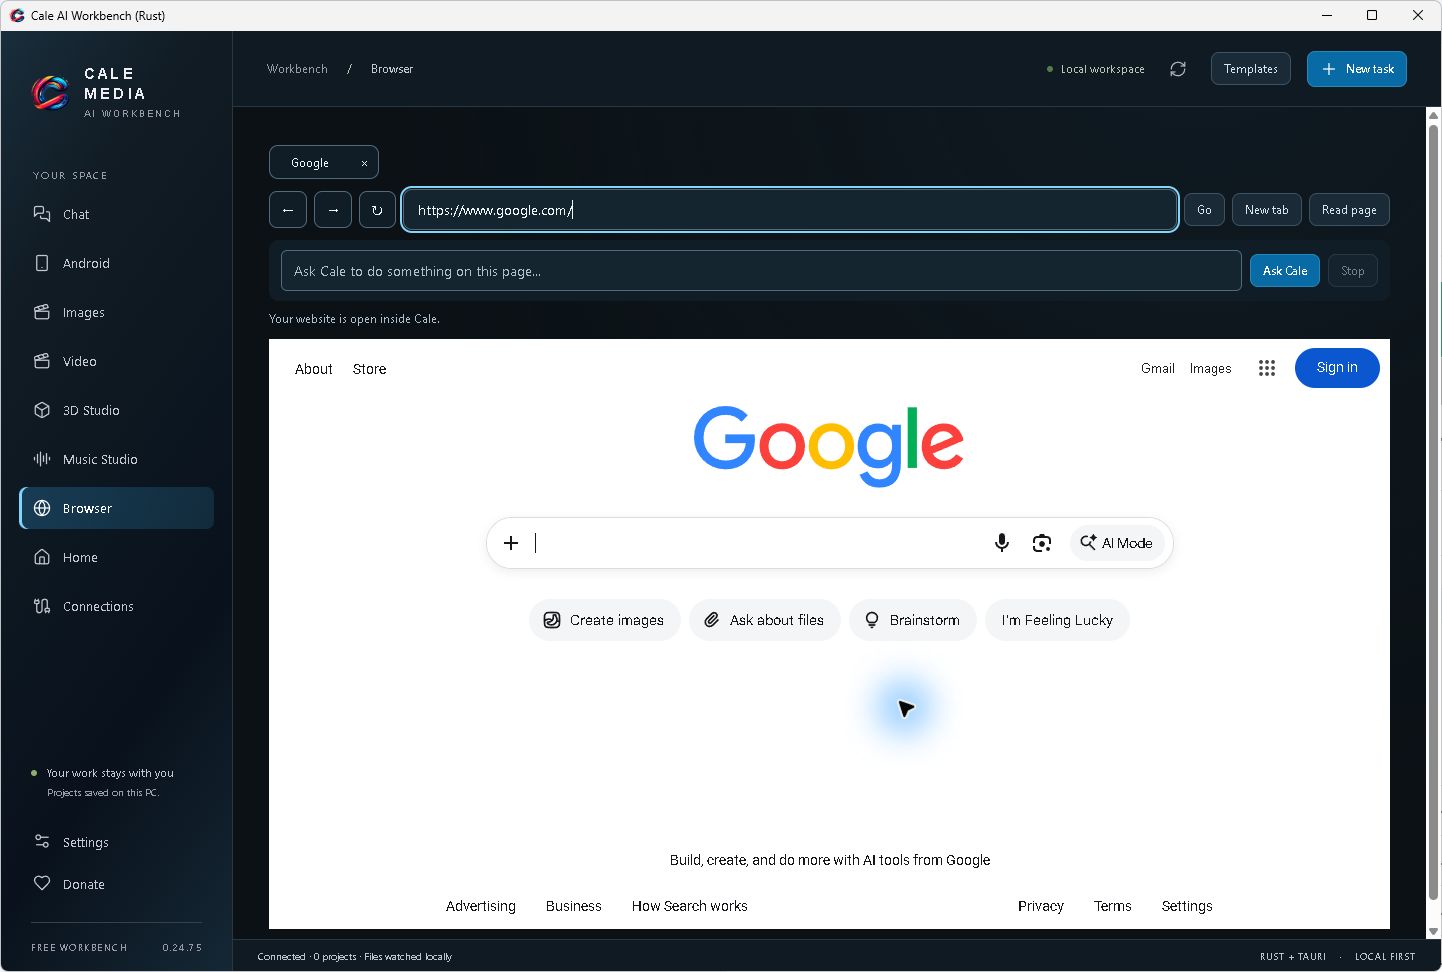 Cale AI Workbench (Rust)
CALE
MEDIA
AI WORKBENCH
YOUR SPACE
Chat
Android
Images
Video
3D Studio
Music Studio
Browser
Home
Connections
Your work stays with you
Projects saved on this PC.
Settings
Donate
FREE WORKBENCH 0.24.75
Workbench / Browser
Local workspace
Templates
New task
Google ×
← → ↻ https://www.google.com/ Go New tab Read page
Ask Cale to do something on this page... Ask Cale Stop
Your website is open inside Cale.
About Store Gmail Images Sign in
Google
AI Mode
Create images Ask about files Brainstorm I'm Feeling Lucky
Build, create, and do more with AI tools from Google
Advertising Business How Search works Privacy Terms Settings
Connected · 0 projects · Files watched locally RUST + TAURI · LOCAL FIRST